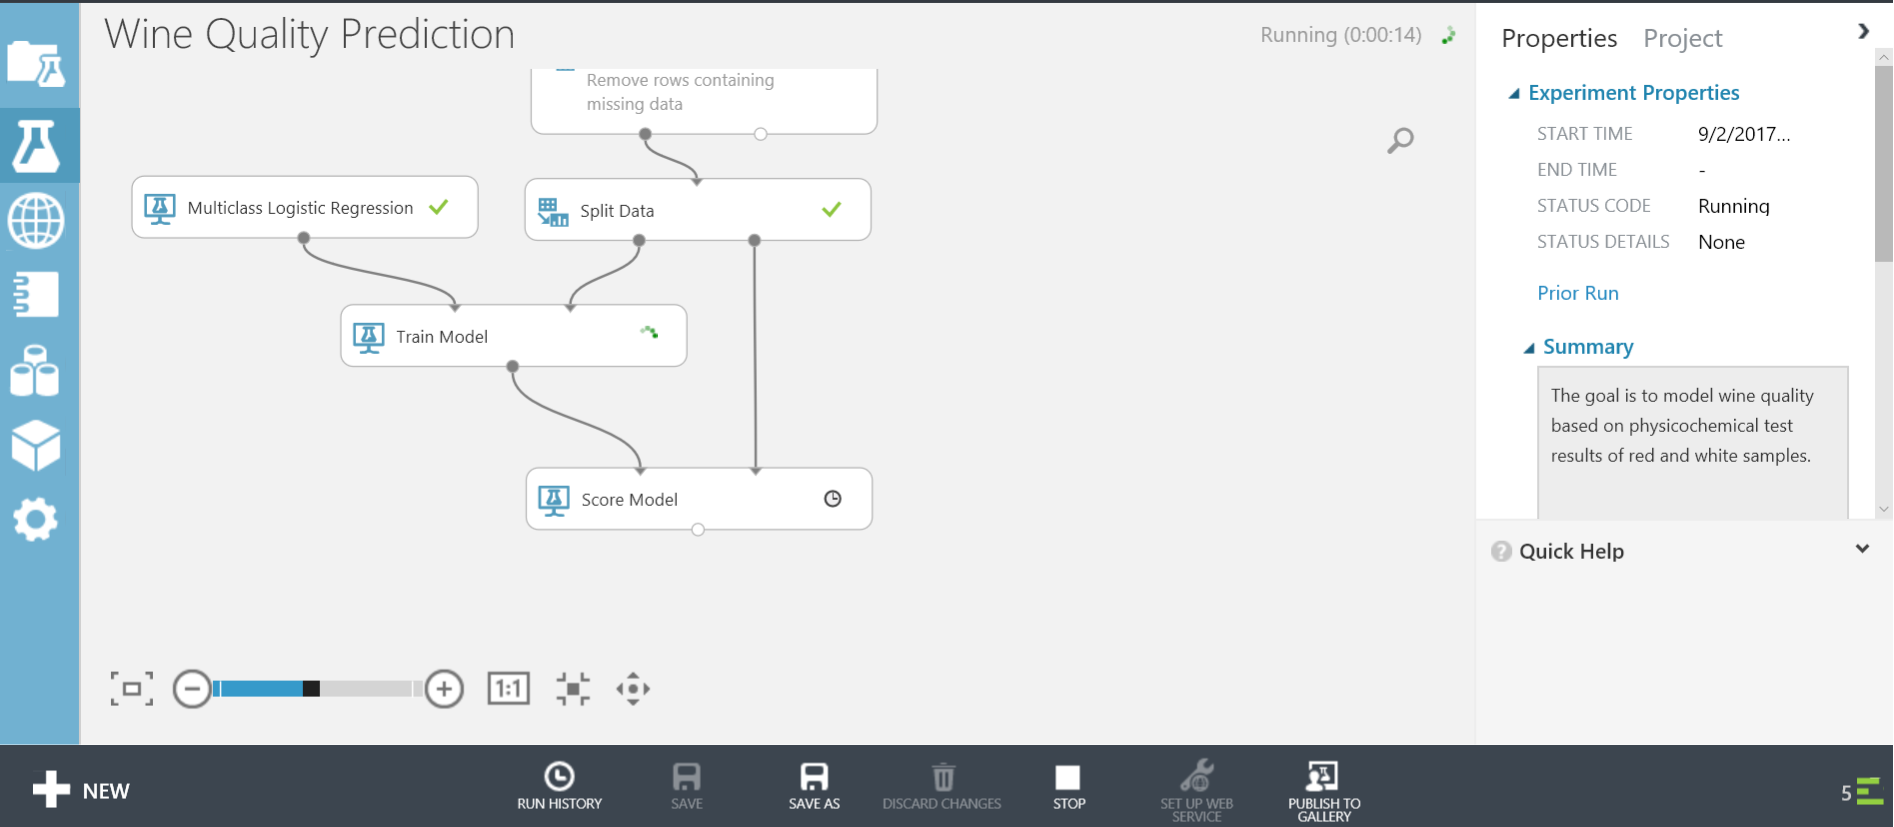 Wine Quality Prediction
Running (0:00:14)
Remove rows containing
missing data
Multiclass Logistic Regression
Split Data
Train Model
Score Model
1:1
Properties
Project
Experiment Properties
START TIME 9/2/2017...
END TIME -
STATUS CODE Running
STATUS DETAILS None
Prior Run
Summary
The goal is to model wine quality
based on physicochemical test
results of red and white samples.
? Quick Help
NEW
RUN HISTORY
SAVE
SAVE AS
DISCARD CHANGES
STOP
SET UP WEB
SERVICE
PUBLISH TO
GALLERY
5